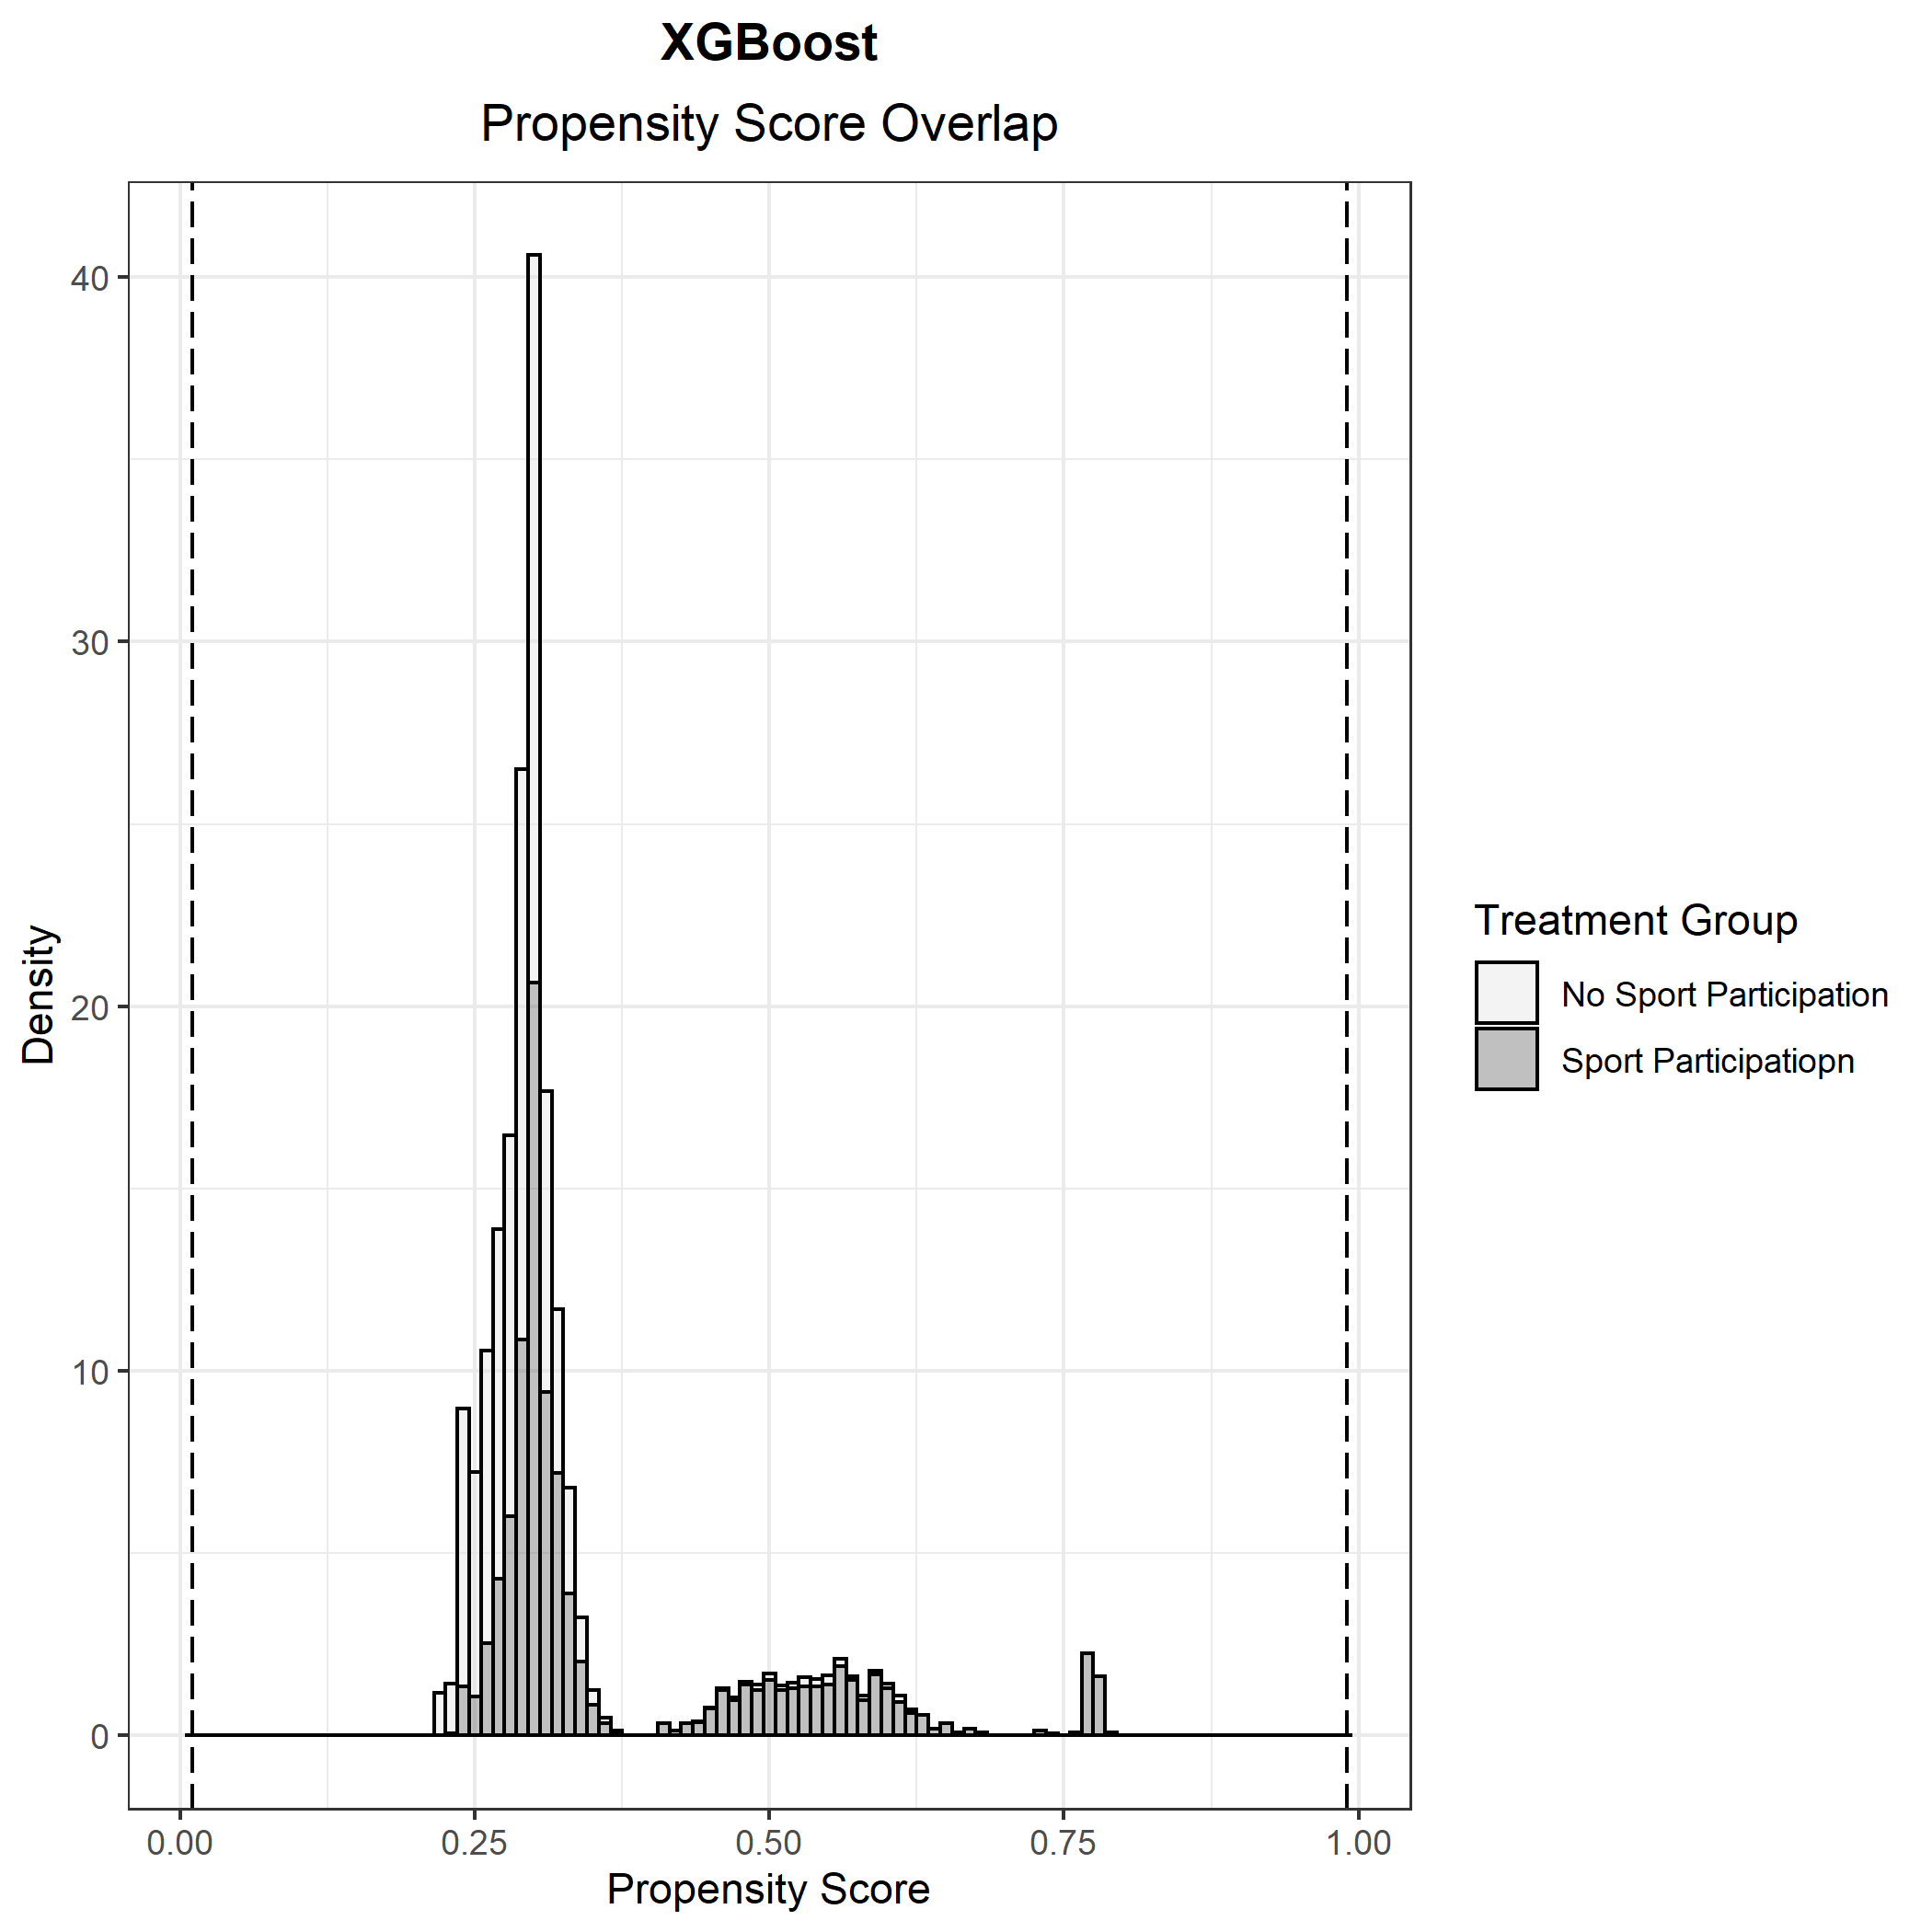 XGBoost
Propensity Score Overlap
Density
40
30
20
10
0
0.00 0.25 0.50 0.75 1.00
Propensity Score
Treatment Group
No Sport Participation
Sport Participatiopn